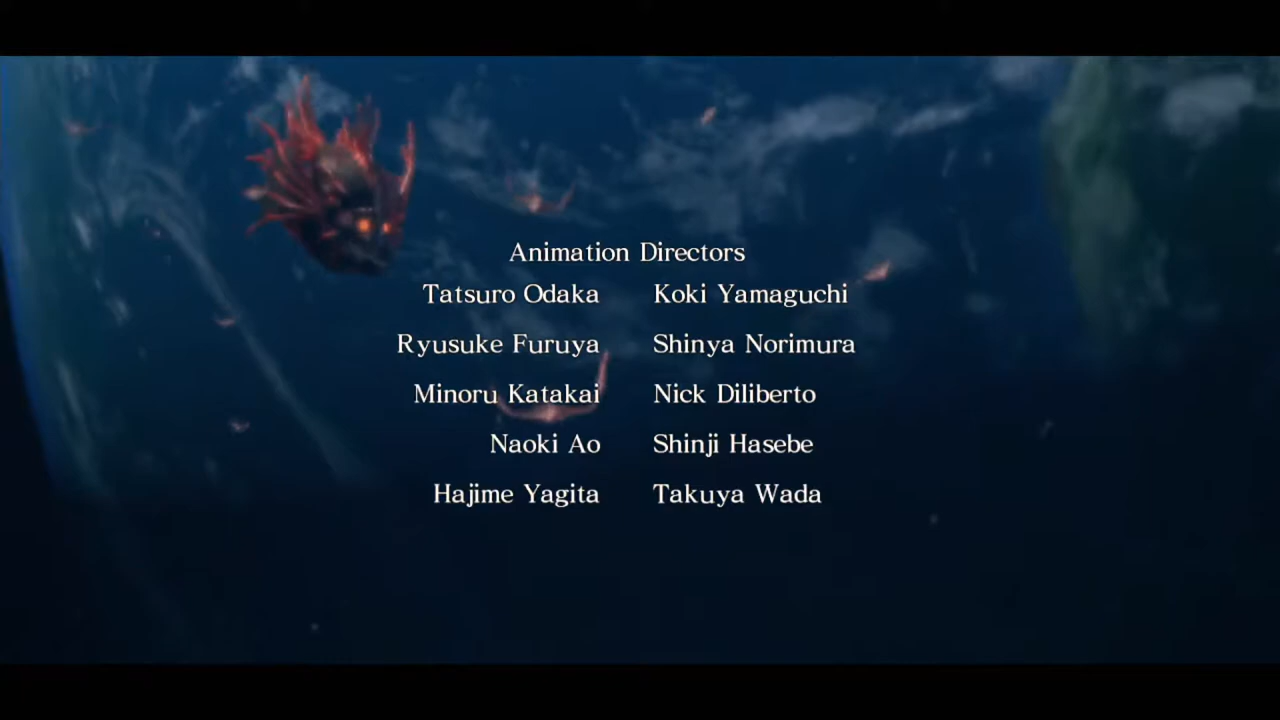 Animation Directors
Tatsuro Odaka Koki Yamaguchi
Ryusuke Furuya Shinya Norimura
Minoru Katakai Nick Diliberto
Naoki Ao Shinji Hasebe
Hajime Yagita Takuya Wada